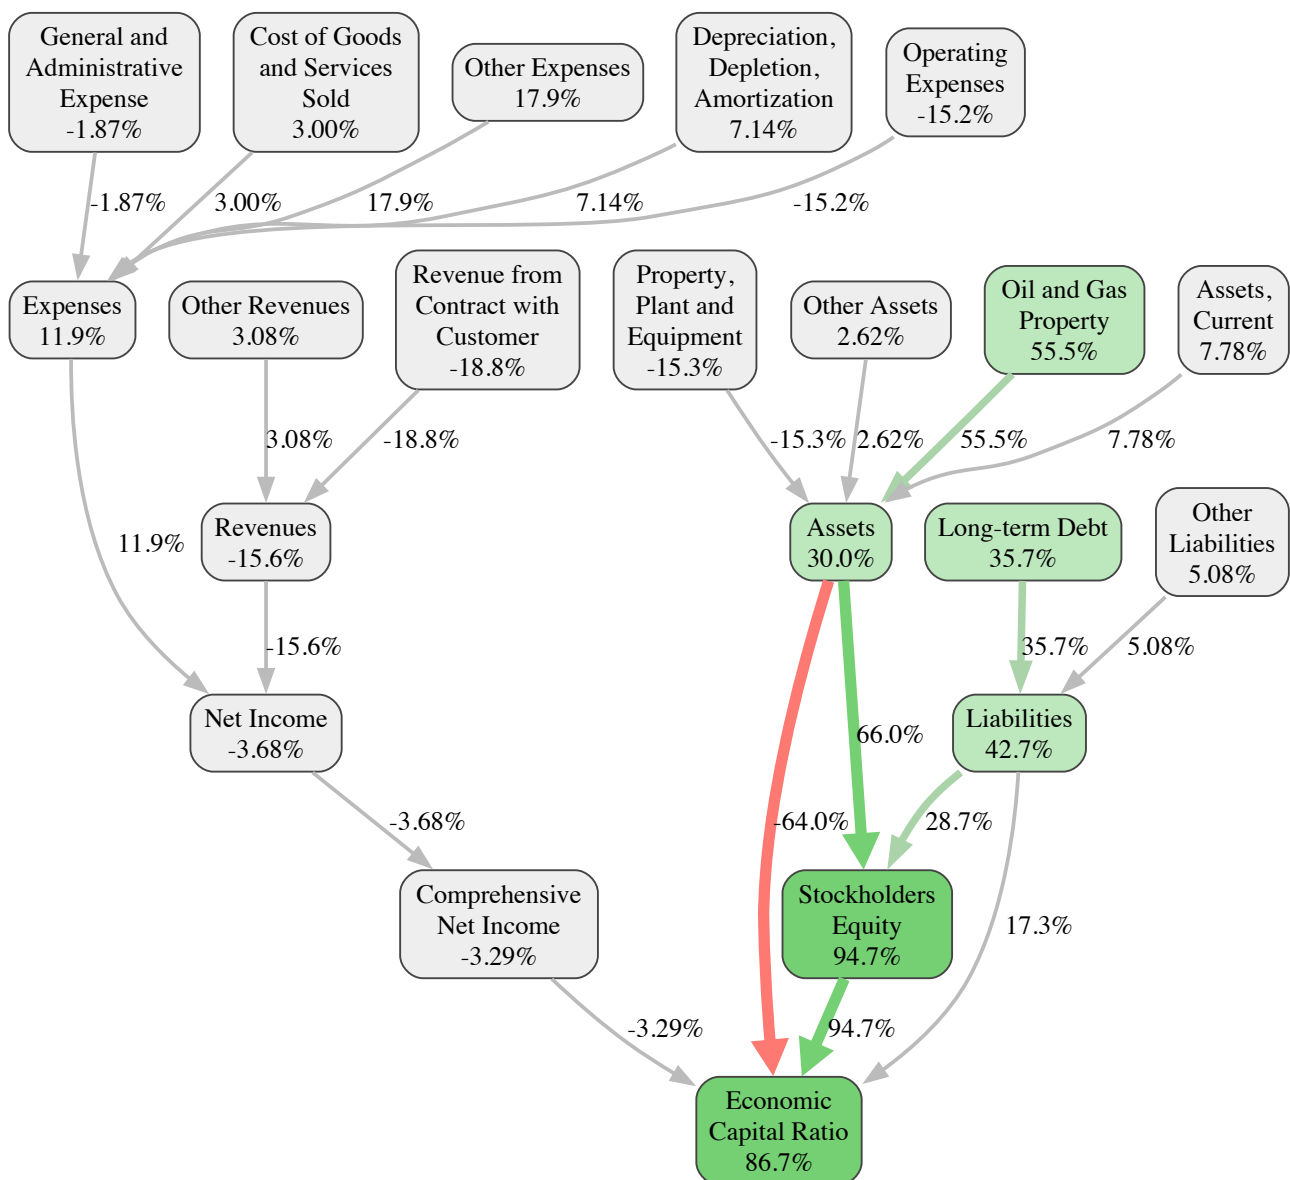 General and
Administrative
Expense
-1.87%
Cost of Goods
and Services
Sold
3.00%
Other Expenses
17.9%
Depreciation,
Depletion,
Amortization
7.14%
Operating
Expenses
-15.2%
-1.87%
3.00%
17.9%
7.14%
-15.2%
Expenses
11.9%
Other Revenues
3.08%
Revenue from
Contract with
Customer
-18.8%
Property,
Plant and
Equipment
-15.3%
Other Assets
2.62%
Oil and Gas
Property
55.5%
Assets,
Current
7.78%
3.08%
-18.8%
-15.3%
2.62%
55.5%
7.78%
11.9%
Revenues
-15.6%
Assets
30.0%
Long-term Debt
35.7%
Other
Liabilities
5.08%
-15.6%
35.7%
5.08%
Net Income
-3.68%
66.0%
Liabilities
42.7%
-3.68%
-64.0%
28.7%
Comprehensive
Net Income
-3.29%
Stockholders
Equity
94.7%
17.3%
-3.29%
94.7%
Economic
Capital Ratio
86.7%